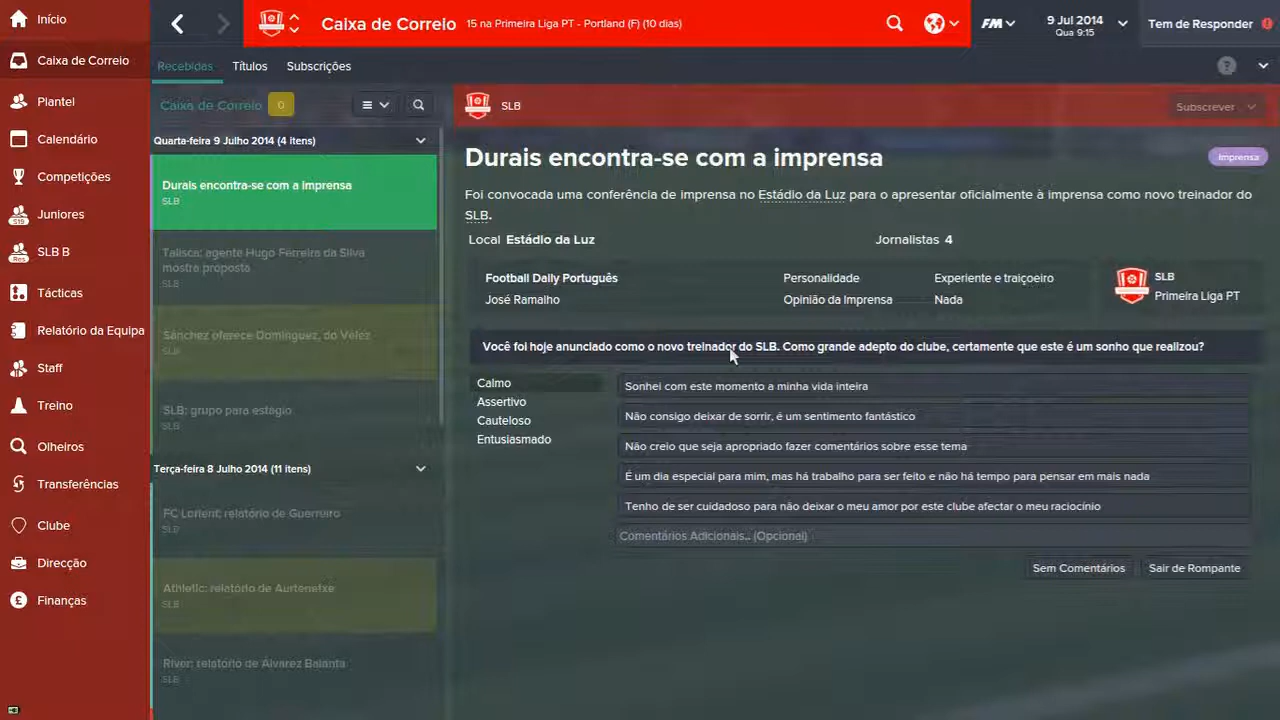 Início
Caixa de Correio
Plantel
Calendário
Competições
Juniores
SLB B
Tácticas
Relatório da Equipa
Staff
Treino
Olheiros
Transferências
Clube
Direcção
Finanças
Caixa de Correio 15 na Primeira Liga PT - Portland (F) (10 dias)
FM
9 Jul 2014
Qua 9:15
Tem de Responder
Recebidas Títulos Subscrições
Caixa de Correio 0
Quarta-feira 9 Julho 2014 (4 itens)
Durais encontra-se com a imprensa
SLB
Talisca: agente Hugo Ferreira da Silva
mostra proposta
SLB
Sánchez oferece Domínguez, do Vélez
SLB
SLB: grupo para estágio
SLB
Terça-feira 8 Julho 2014 (11 itens)
FC Lorient: relatório de Guerreiro
SLB
Athletic: relatório de Aurtenetxe
SLB
River: relatório de Álvarez Balanta
SLB
SLB
Subscrever
Durais encontra-se com a imprensa
Imprensa
Foi convocada uma conferência de imprensa no Estádio da Luz para o apresentar oficialmente à imprensa como novo treinador do
SLB.
Local Estádio da Luz Jornalistas 4
Football Daily Português Personalidade Experiente e traiçoeiro
José Ramalho Opinião da Imprensa Nada
SLB
Primeira Liga PT
Você foi hoje anunciado como o novo treinador do SLB. Como grande adepto do clube, certamente que este é um sonho que realizou?
Calmo
Assertivo
Cauteloso
Entusiasmado
Sonhei com este momento a minha vida inteira
Não consigo deixar de sorrir, é um sentimento fantástico
Não creio que seja apropriado fazer comentários sobre esse tema
É um dia especial para mim, mas há trabalho para ser feito e não há tempo para pensar em mais nada
Tenho de ser cuidadoso para não deixar o meu amor por este clube afectar o meu raciocínio
Comentários Adicionais... (Opcional)
Sem Comentários Sair de Rompante